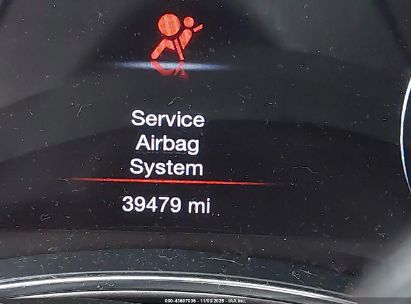 Service
Airbag
System
39479 mi